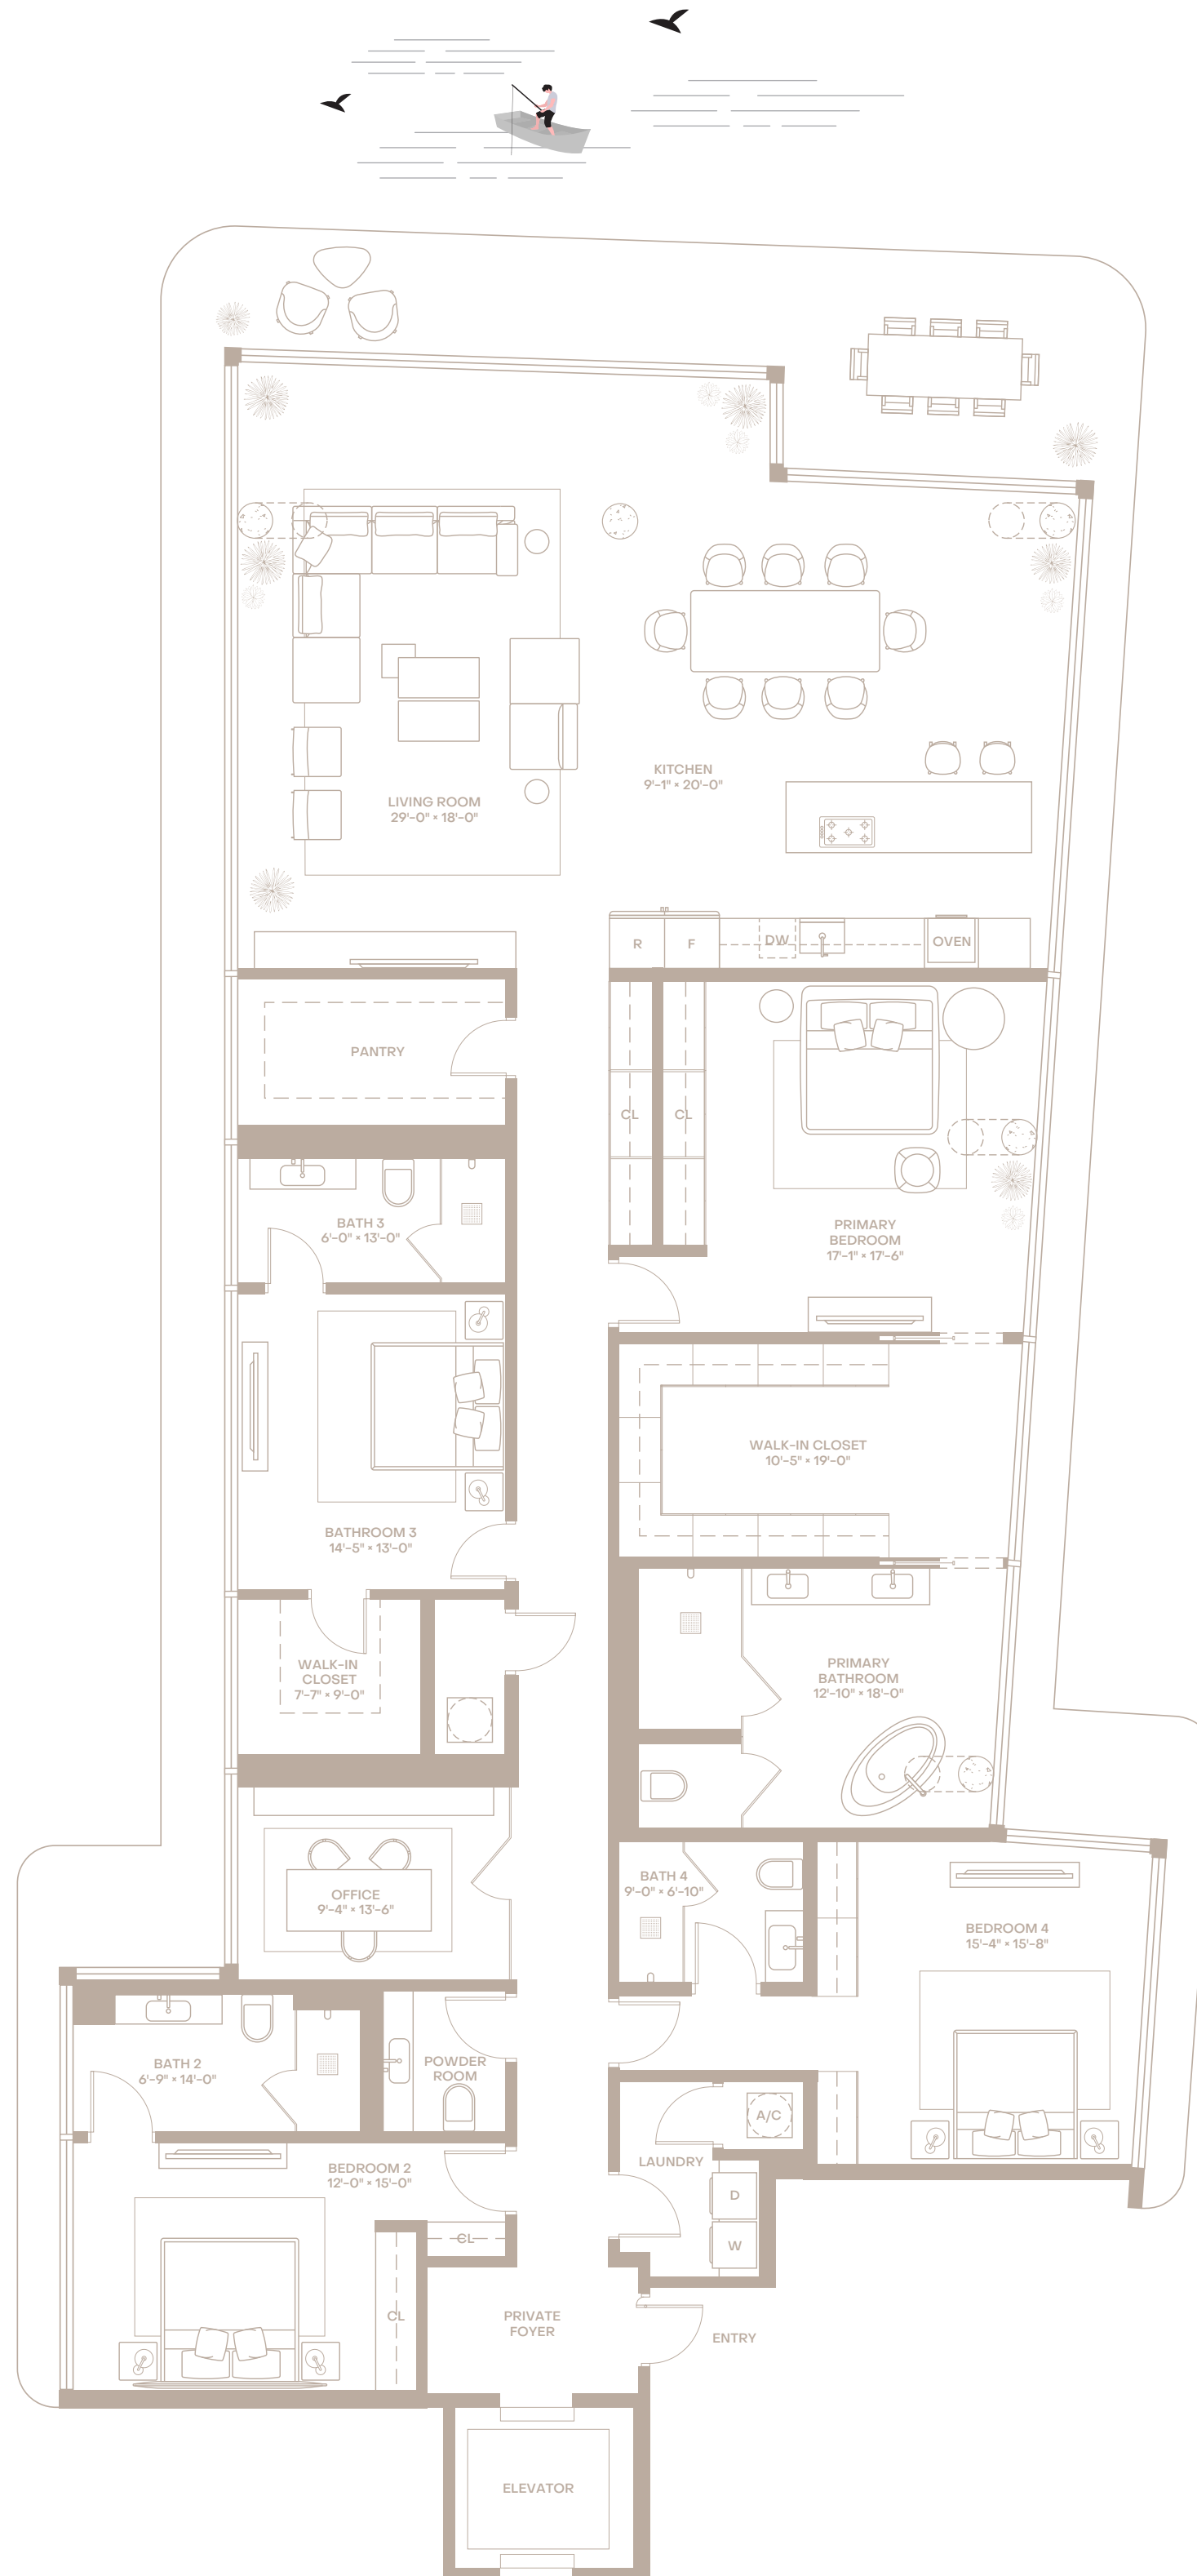 KITCHEN
9'-1" × 20'-0"
LIVING ROOM
29'-0" × 18'-0"
R
F
DW
OVEN
PANTRY
CL
CL
BATH 3
6'-0" × 13'-0"
PRIMARY
BEDROOM
17'-1" × 17'-6"
WALK-IN CLOSET
10'-5" × 19'-0"
BATHROOM 3
14'-5" × 13'-0"
WALK-IN
CLOSET
7'-7" × 9'-0"
PRIMARY
BATHROOM
12'-10" × 18'-0"
OFFICE
9'-4" × 13'-6"
BATH 4
9'-0" × 6'-10"
BEDROOM 4
15'-4" × 15'-8"
BATH 2
6'-9" × 14'-0"
POWDER
ROOM
A/C
LAUNDRY
BEDROOM 2
12'-0" × 15'-0"
D
CL
W
CL
PRIVATE
FOYER
ENTRY
ELEVATOR